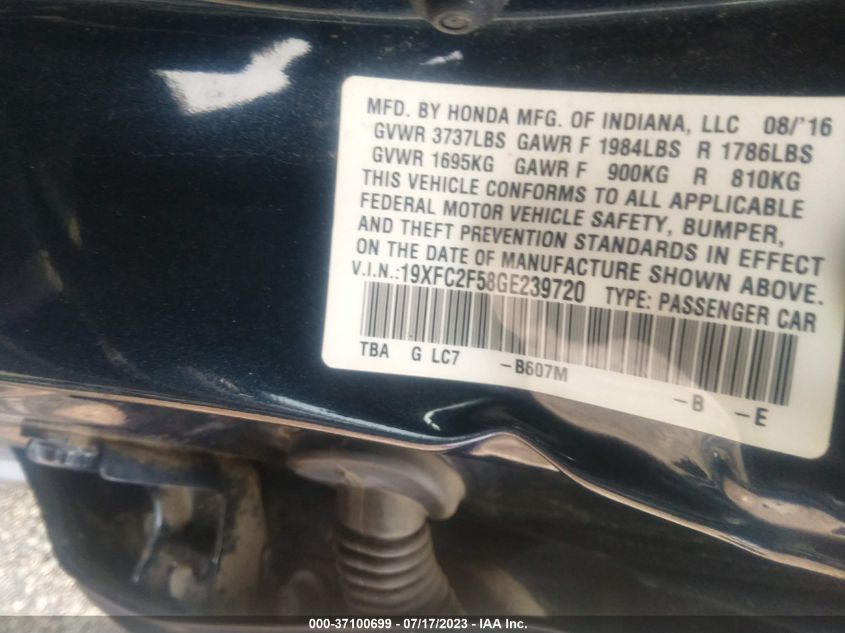 MFD. BY HONDA MFG. OF INDIANA, LLC 08/'16
GVWR 3737LBS GAWR F 1984LBS R 1786LBS
GVWR 1695KG GAWR F 900KG R 810KG
THIS VEHICLE CONFORMS TO ALL APPLICABLE
FEDERAL MOTOR VEHICLE SAFETY, BUMPER,
AND THEFT PREVENTION STANDARDS IN EFFECT
ON THE DATE OF MANUFACTURE SHOWN ABOVE.
V.I.N.:19XFC2F58GE239720 TYPE: PASSENGER CAR
TBA G LC7 -B607M
-B -E
000-37100699 - 07/17/2023 - IAA Inc.